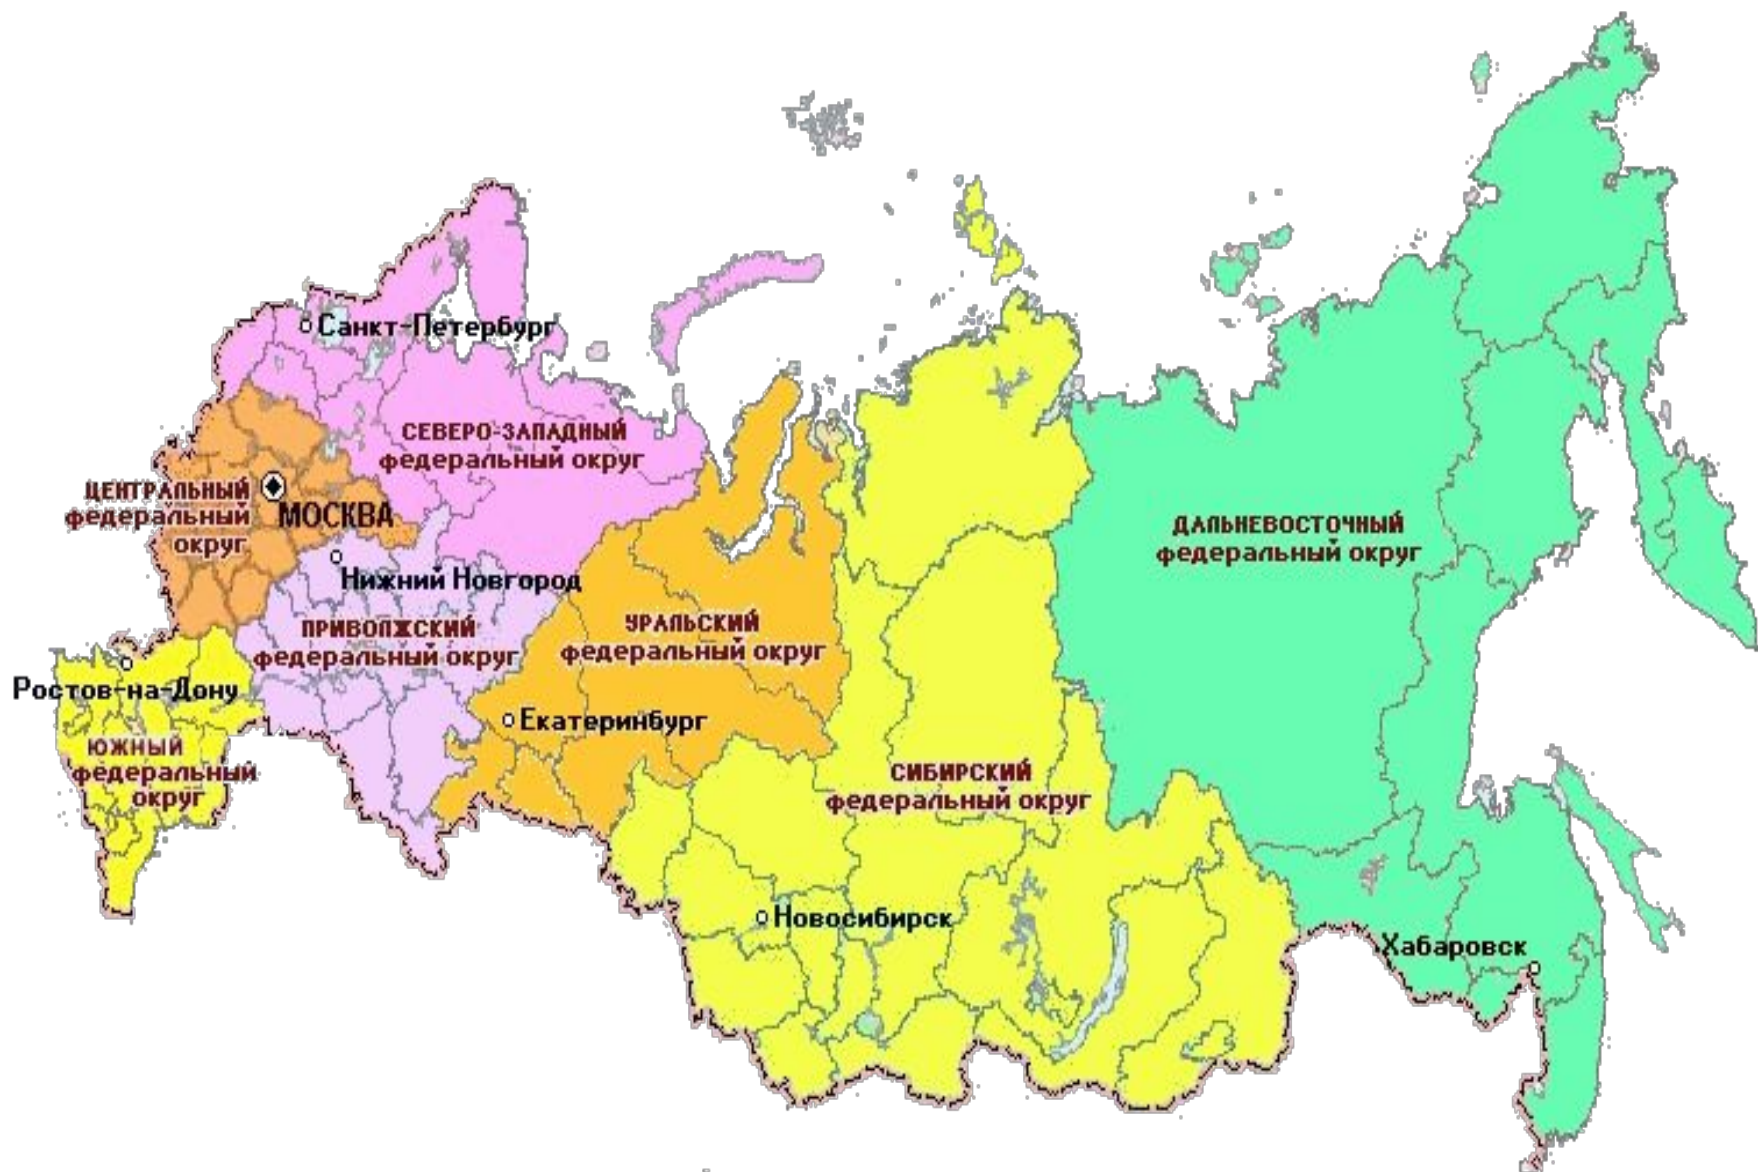 Санкт-Петербург
СЕВЕРО-ЗАПАДНЫЙ
федеральный округ
ЦЕНТРАЛЬНЫЙ
федеральный
округ
МОСКВА
Нижний Новгород
ПРИВОЛЖСКИЙ
федеральный округ
УРАЛЬСКИЙ
федеральный округ
ДАЛЬНЕВОСТОЧНЫЙ
федеральный округ
Ростов-на-Дону
Екатеринбург
ЮЖНЫЙ
федеральный
округ
СИБИРСКИЙ
федеральный округ
Новосибирск
Хабаровск